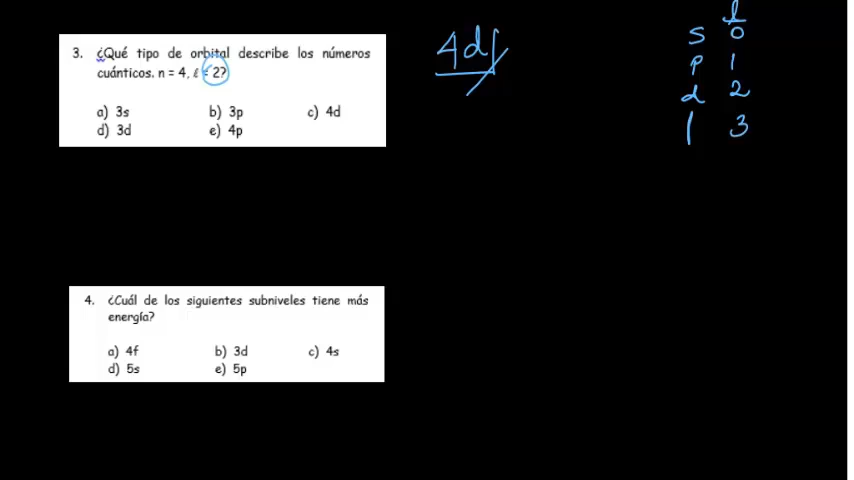 3. ¿Qué tipo de orbital describe los números
cuánticos. n = 4, ℓ = 2?
a) 3s b) 3p c) 4d
d) 3d e) 4p
4d
l
s 0
p 1
d 2
f 3
4. ¿Cuál de los siguientes subniveles tiene más
energía?
a) 4f b) 3d c) 4s
d) 5s e) 5p